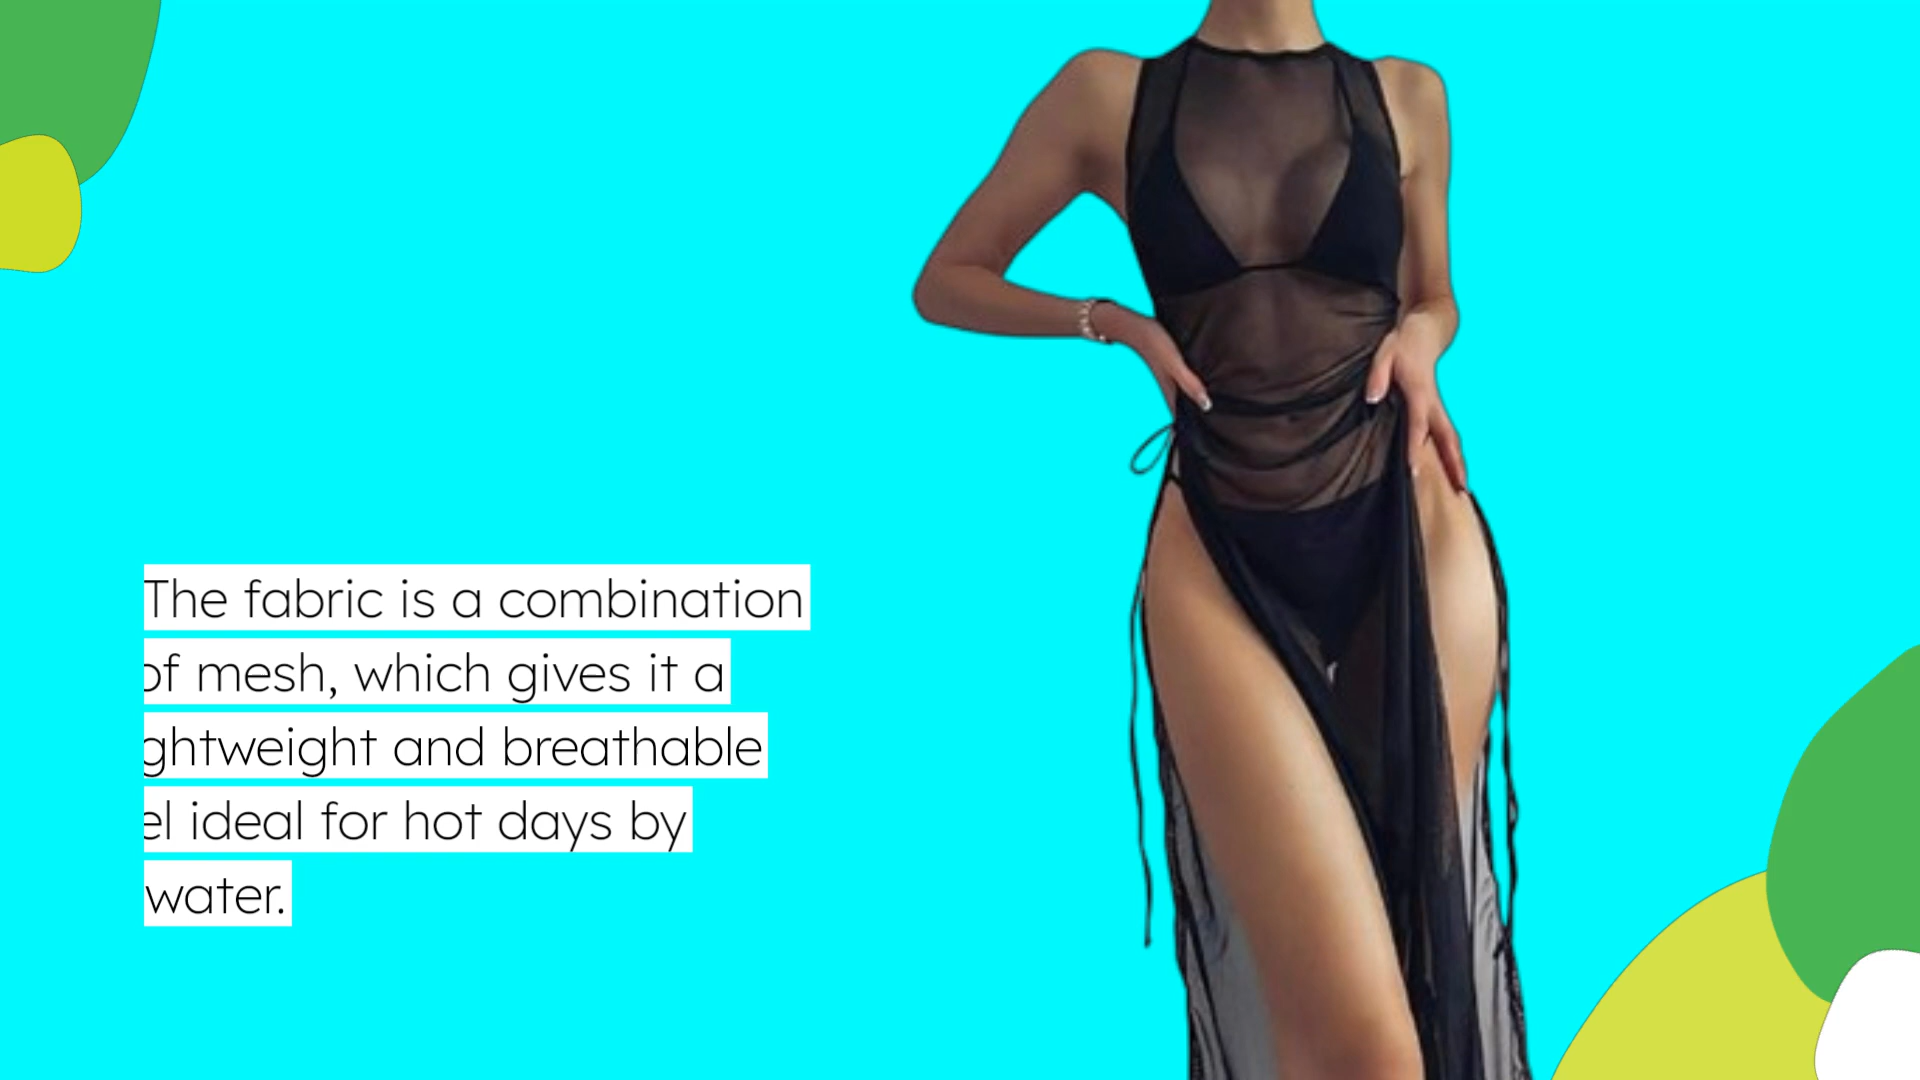 The fabric is a combination
of mesh, which gives it a
ghtweight and breathable
el ideal for hot days by
water.